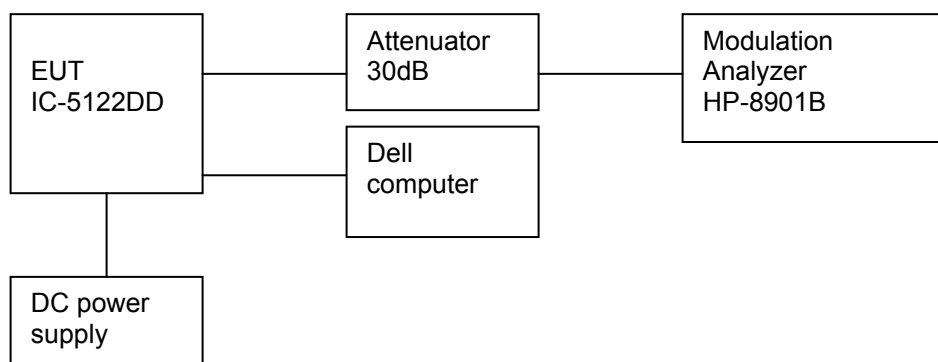 EUT
IC-5122DD
Attenuator
30dB
Modulation
Analyzer
HP-8901B
Dell
computer
DC power
supply